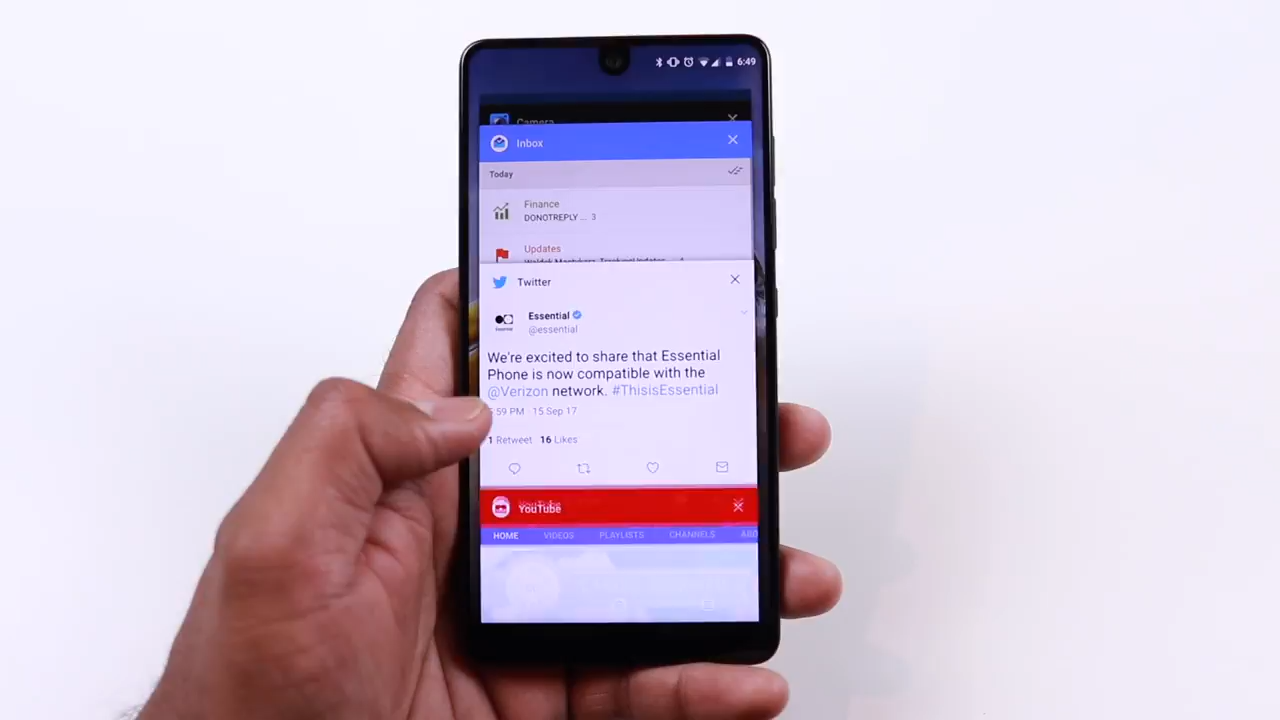 6:49
Camera
Inbox
Today
Finance
DONOTREPLY ... 3
Updates
Twitter
Essential
@essential
We're excited to share that Essential
Phone is now compatible with the
@Verizon network. #ThisisEssential
59 PM 15 Sep 17
1 Retweet 16 Likes
YouTube
HOME VIDEOS PLAYLISTS CHANNELS ABO